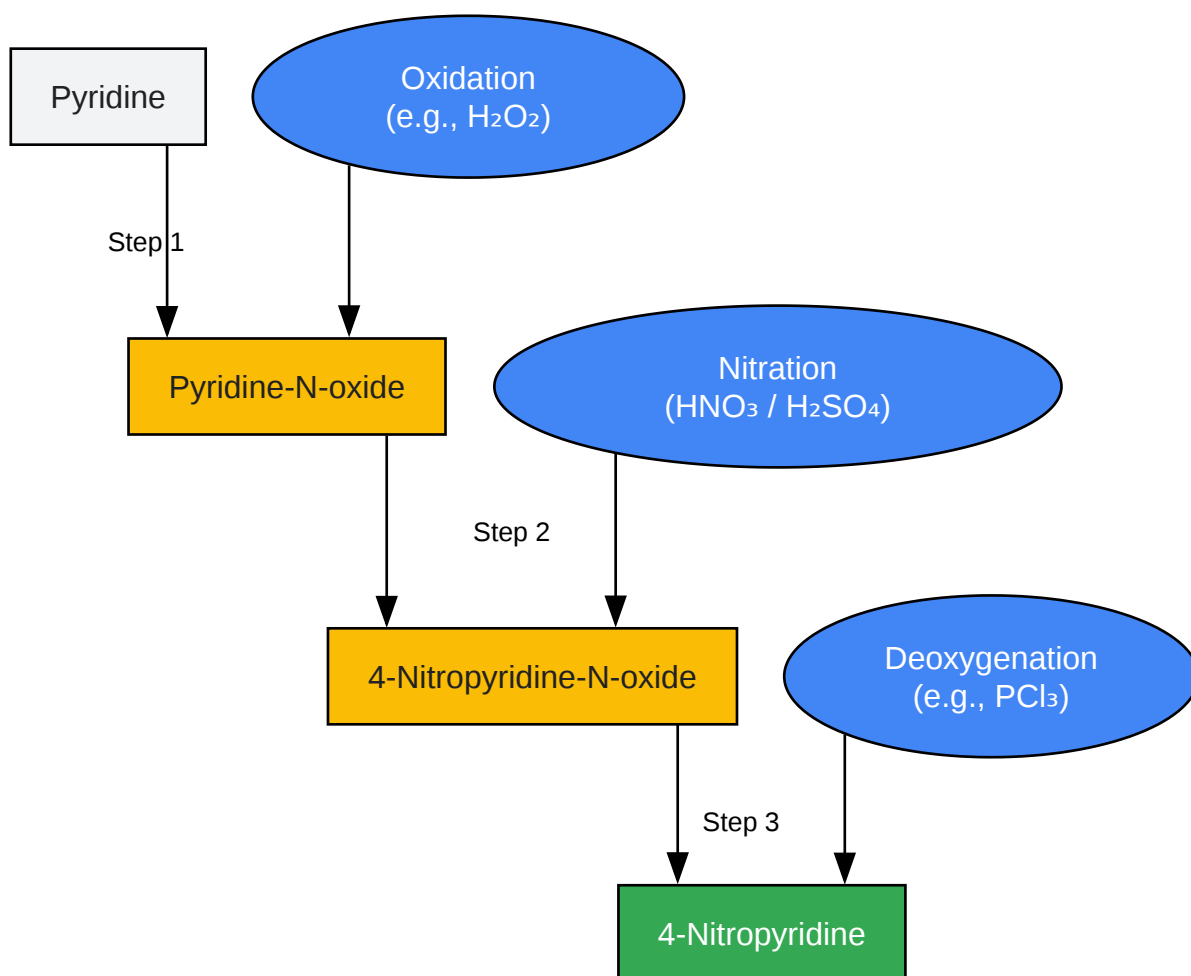 Pyridine
Oxidation
(e.g., H₂O₂)
Step 1
Pyridine-N-oxide
Nitration
(HNO₃ / H₂SO₄)
Step 2
4-Nitropyridine-N-oxide
Deoxygenation
(e.g., PCl₃)
Step 3
4-Nitropyridine